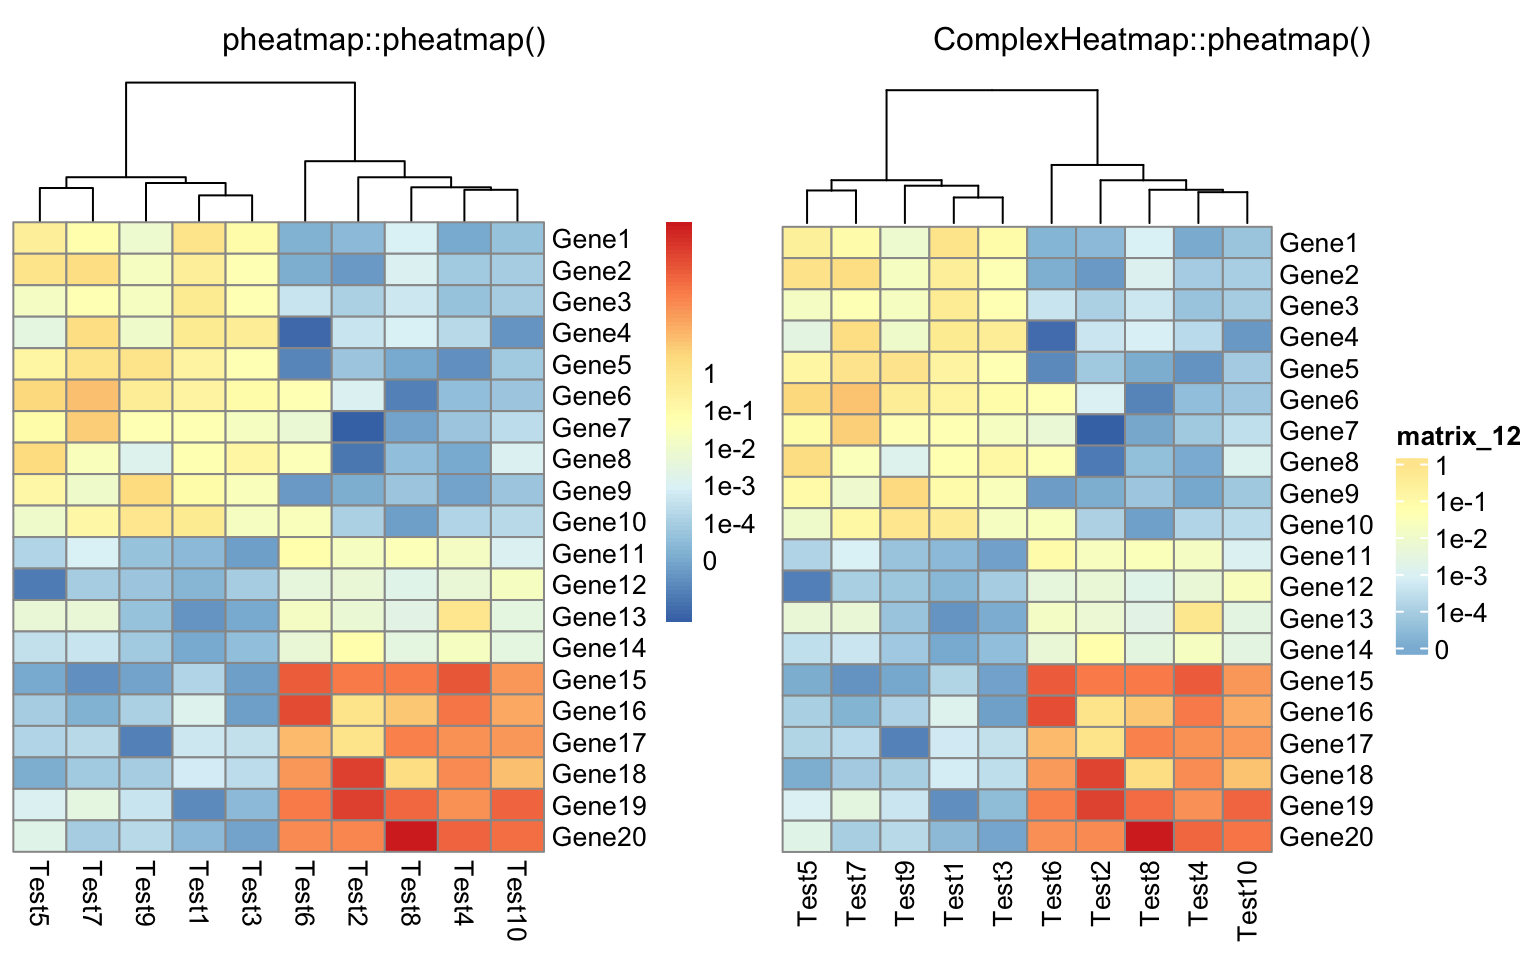 pheatmap::pheatmap()
Gene1
Gene2
Gene3
Gene4
Gene5
Gene6
Gene7
Gene8
Gene9
Gene10
Gene11
Gene12
Gene13
Gene14
Gene15
Gene16
Gene17
Gene18
Gene19
Gene20
Test5 Test7 Test9 Test1 Test3 Test6 Test2 Test8 Test4 Test10
1
1e-1
1e-2
1e-3
1e-4
0
ComplexHeatmap::pheatmap()
Gene1
Gene2
Gene3
Gene4
Gene5
Gene6
Gene7
Gene8
Gene9
Gene10
Gene11
Gene12
Gene13
Gene14
Gene15
Gene16
Gene17
Gene18
Gene19
Gene20
Test5 Test7 Test9 Test1 Test3 Test6 Test2 Test8 Test4 Test10
matrix_12
1
1e-1
1e-2
1e-3
1e-4
0